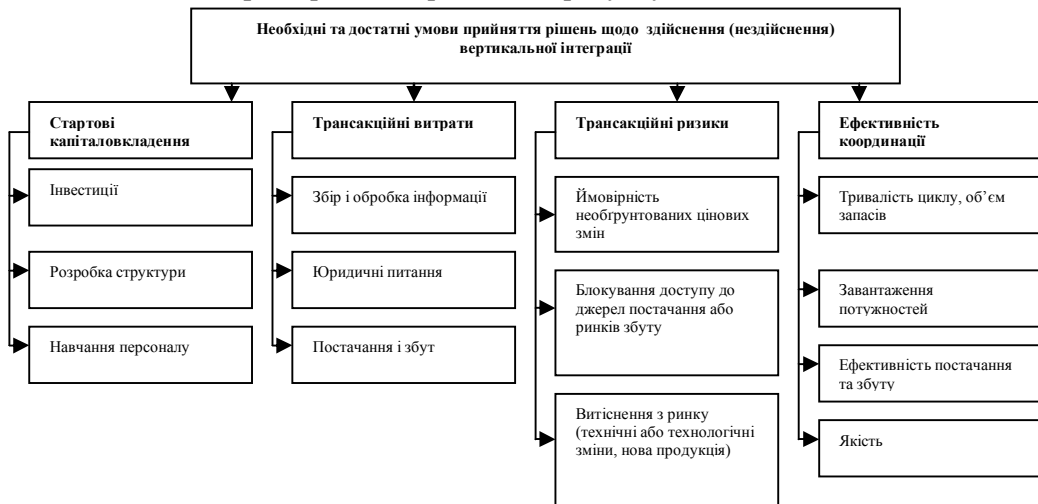 Необхідні та достатні умови прийняття рішень щодо здійснення (нездійснення)
вертикальної інтеграції
Стартові
капіталовкладення
Інвестиції
Розробка структури
Навчання персоналу
Трансакційні витрати
Збір і обробка інформації
Юридичні питання
Постачання і збут
Трансакційні ризики
Ймовірність
необґрунтованих цінових
змін
Блокування доступу до
джерел постачання або
ринків збуту
Витіснення з ринку
(технічні або технологічні
зміни, нова продукція)
Ефективність
координації
Тривалість циклу, об’єм
запасів
Завантаження
потужностей
Ефективність постачання
та збуту
Якість